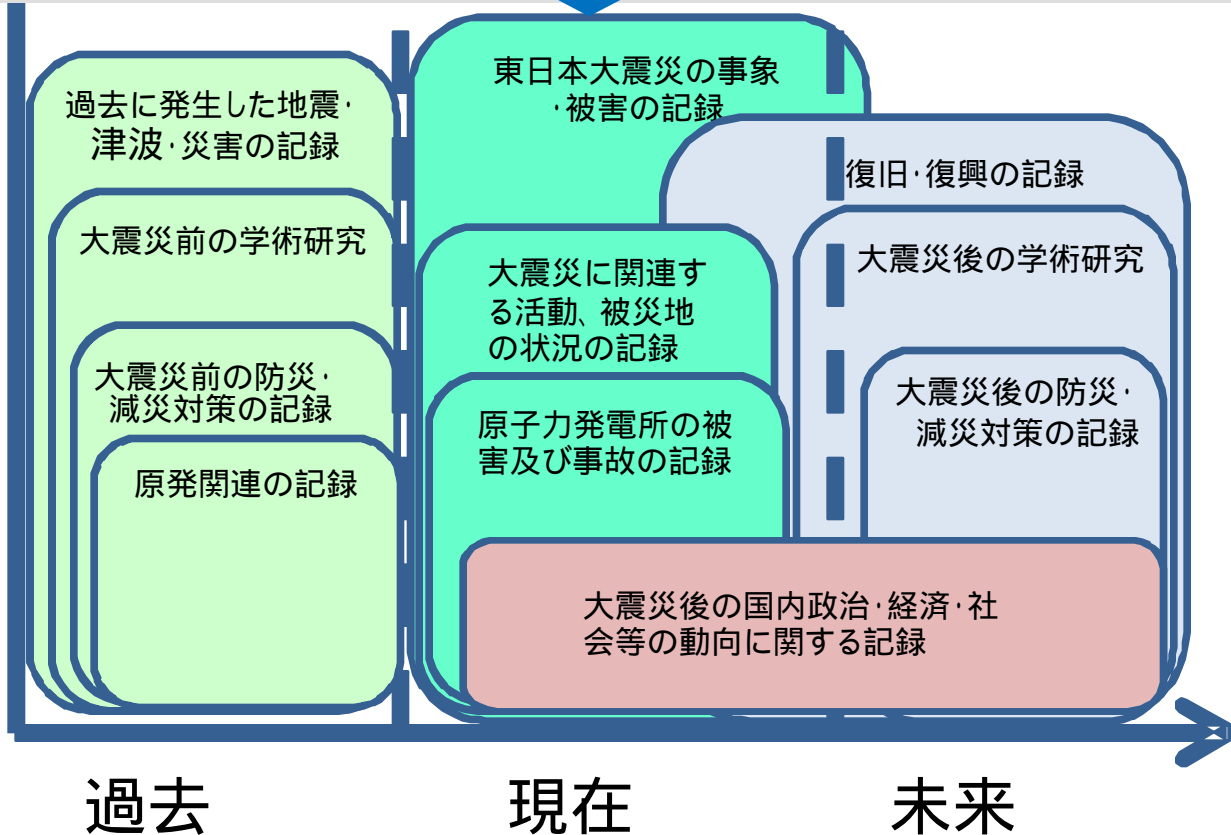 過去に発生した地震・
津波・災害の記録
大震災前の学術研究
大震災前の防災・
減災対策の記録
原発関連の記録
東日本大震災の事象
・被害の記録
大震災に関連す
る活動、被災地
の状況の記録
原子力発電所の被
害及び事故の記録
復旧・復興の記録
大震災後の学術研究
大震災後の防災・
減災対策の記録
大震災後の国内政治・経済・社
会等の動向に関する記録
過去
現在
未来